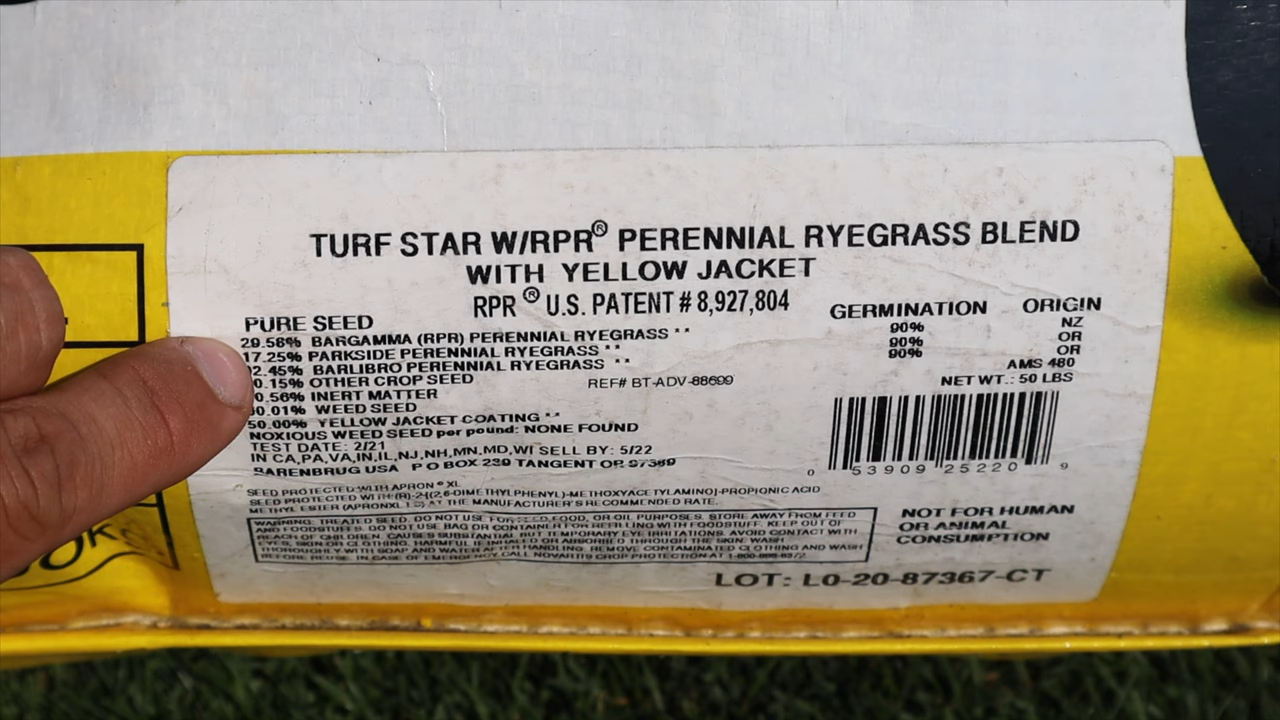 TURF STAR W/RPR® PERENNIAL RYEGRASS BLEND
WITH YELLOW JACKET
RPR® U.S. PATENT # 8,927,804
PURE SEED GERMINATION ORIGIN
29.58% BARGAMMA (RPR) PERENNIAL RYEGRASS ** 90% NZ
17.25% PARKSIDE PERENNIAL RYEGRASS ** 90% OR
2.45% BARLIBRO PERENNIAL RYEGRASS ** 90% OR
0.15% OTHER CROP SEED REF# BT-ADV-88699 AMS 480
0.56% INERT MATTER NET WT.: 50 LBS
0.01% WEED SEED
50.00% YELLOW JACKET COATING **
NOXIOUS WEED SEED per pound: NONE FOUND
TEST DATE: 2/21
IN CA,PA,VA,IN,IL,NJ,NH,MN,MD,WI SELL BY: 5/22
BARENBRUG USA P O BOX 239 TANGENT OR 97389
0 53909 25220 9
SEED PROTECTED WITH APRON® XL
SEED PROTECTED WITH (R)-2-[(2,6-DIMETHYLPHENYL)-METHOXYACETYLAMINO]-PROPIONIC ACID
METHYL ESTER (APRONXL) AT THE MANUFACTURER'S RECOMMENDED RATE.
WARNING: TREATED SEED. DO NOT USE FOR FEED, FOOD, OR OIL PURPOSES. STORE AWAY FROM FEED
AND FOODSTUFFS. DO NOT USE BAG OR CONTAINER FOR REFILLING WITH FOODSTUFF. KEEP OUT OF
REACH OF CHILDREN. CAUSES SUBSTANTIAL BUT TEMPORARY EYE IRRITATIONS. AVOID CONTACT WITH
EYES, SKIN OR CLOTHING. HARMFUL IF INHALED OR ABSORBED THROUGH THE SKIN. WASH
THOROUGHLY WITH SOAP AND WATER AFTER HANDLING. REMOVE CONTAMINATED CLOTHING AND WASH
BEFORE REUSE. IN CASE OF EMERGENCY CALL NOVARTIS CROP PROTECTION AT 1-800-888-8372
NOT FOR HUMAN
OR ANIMAL
CONSUMPTION
LOT: L0-20-87367-CT